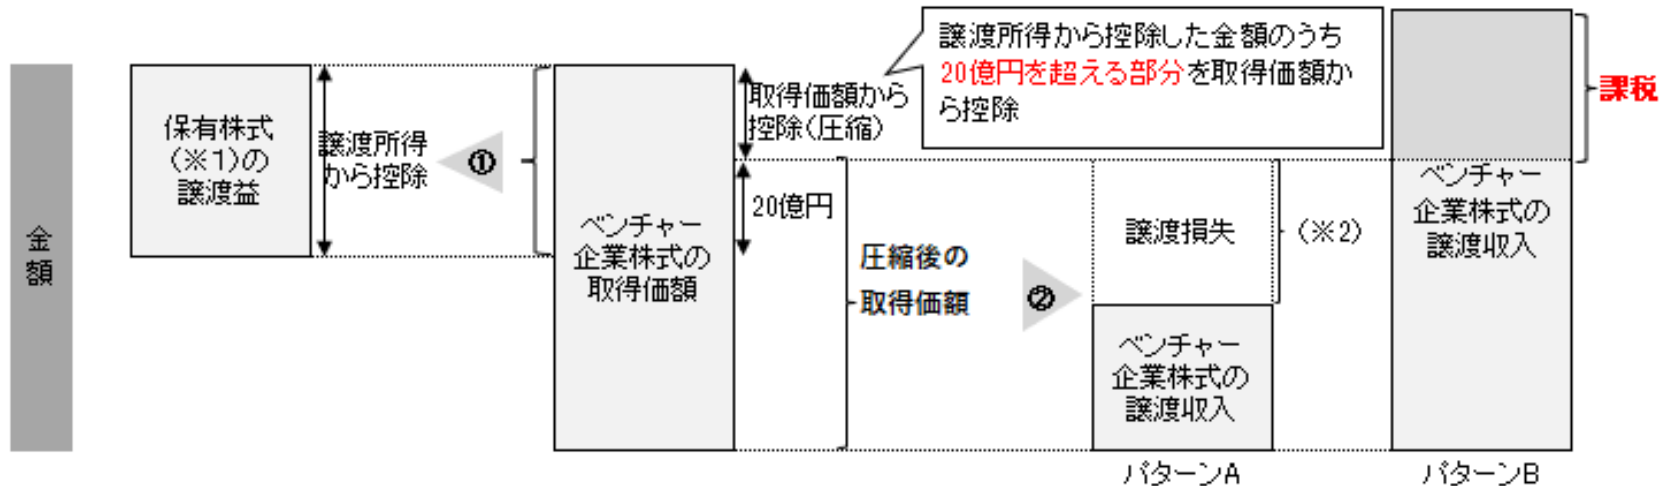 金
額
保有株式
(※1)の
譲渡益
譲渡所得
から控除
①
ベンチャー
企業株式の
取得価額
取得価額から
控除(圧縮)
20億円
譲渡所得から控除した金額のうち
20億円を超える部分を取得価額か
ら控除
圧縮後の
取得価額
②
譲渡損失
(※2)
ベンチャー
企業株式の
譲渡収入
パターンA
ベンチャー
企業株式の
譲渡収入
パターンB
課税